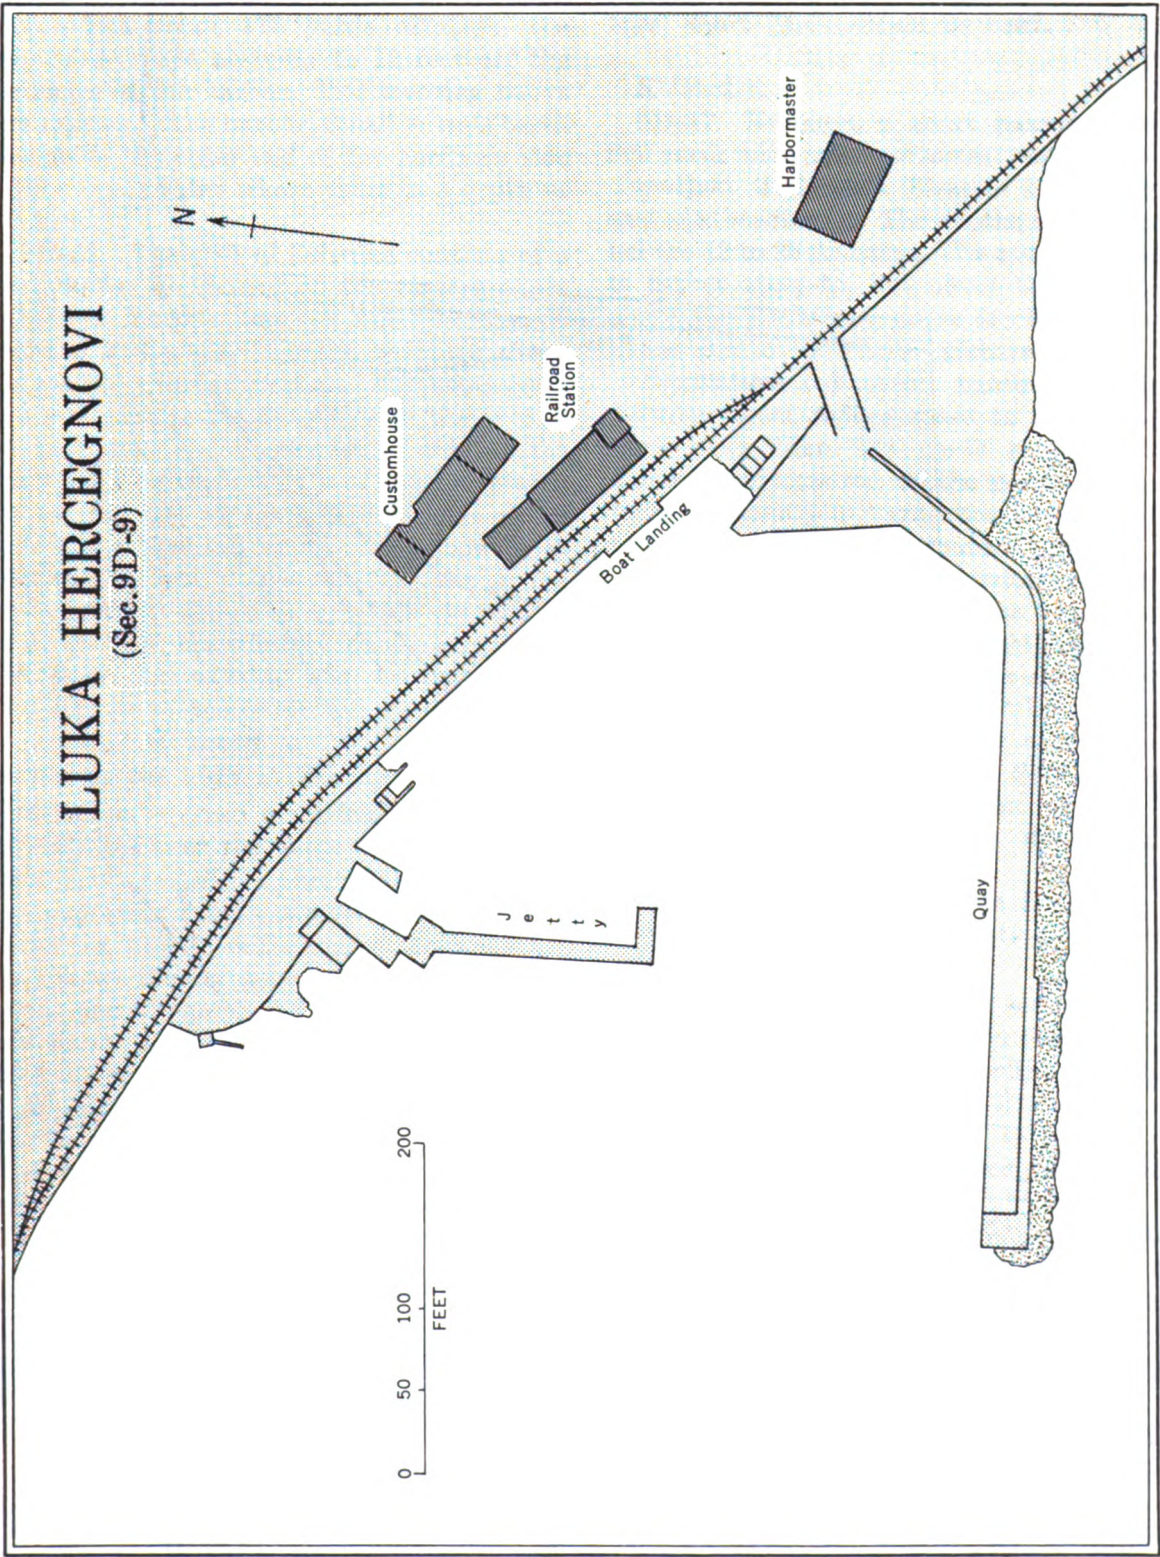 LUKA HERCEGNOVI
(Sec. 9D-9)
N
Harbormaster
Customhouse
Railroad
Station
Boat Landing
Jetty
Quay
0 50 100 200
FEET